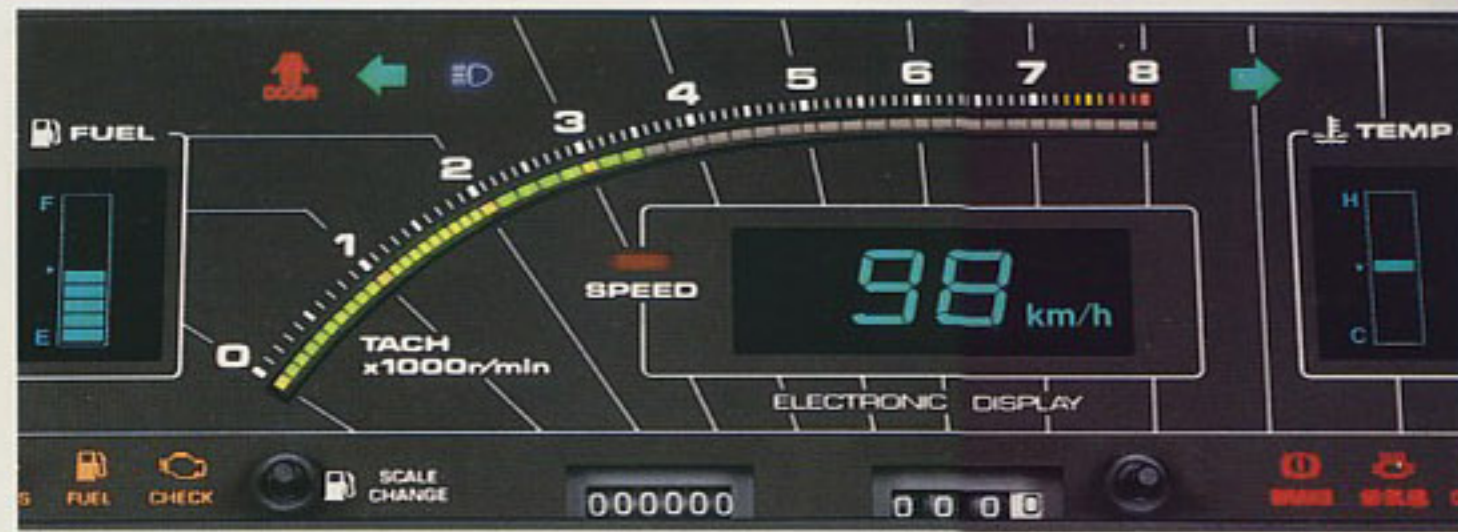 DOOR
FUEL
F
E
0 1 2 3 4 5 6 7 8
TACH
x1000r/min
SPEED
98 km/h
ELECTRONIC DISPLAY
TEMP
H
C
S FUEL CHECK
SCALE
CHANGE
000000
0000
BRAKE